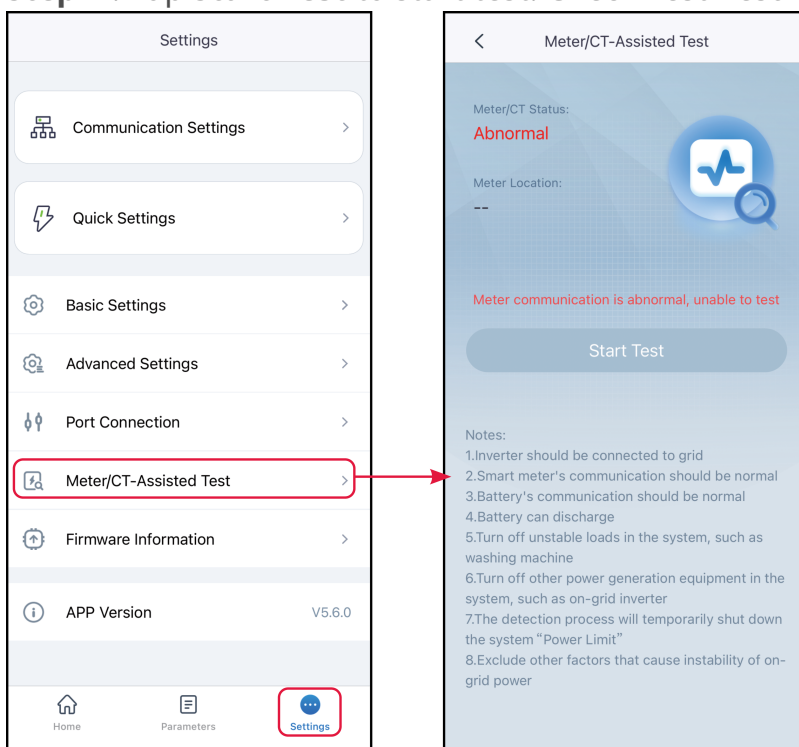 Settings
Communication Settings
Quick Settings
Basic Settings
Advanced Settings
Port Connection
Meter/CT-Assisted Test
Firmware Information
APP Version V5.6.0
Home Parameters Settings
Meter/CT-Assisted Test
Meter/CT Status:
Abnormal
Meter Location:
--
Meter communication is abnormal, unable to test
Start Test
Notes:
1.Inverter should be connected to grid
2.Smart meter's communication should be normal
3.Battery's communication should be normal
4.Battery can discharge
5.Turn off unstable loads in the system, such as
washing machine
6.Turn off other power generation equipment in the
system, such as on-grid inverter
7.The detection process will temporarily shut down
the system “Power Limit”
8.Exclude other factors that cause instability of on-
grid power